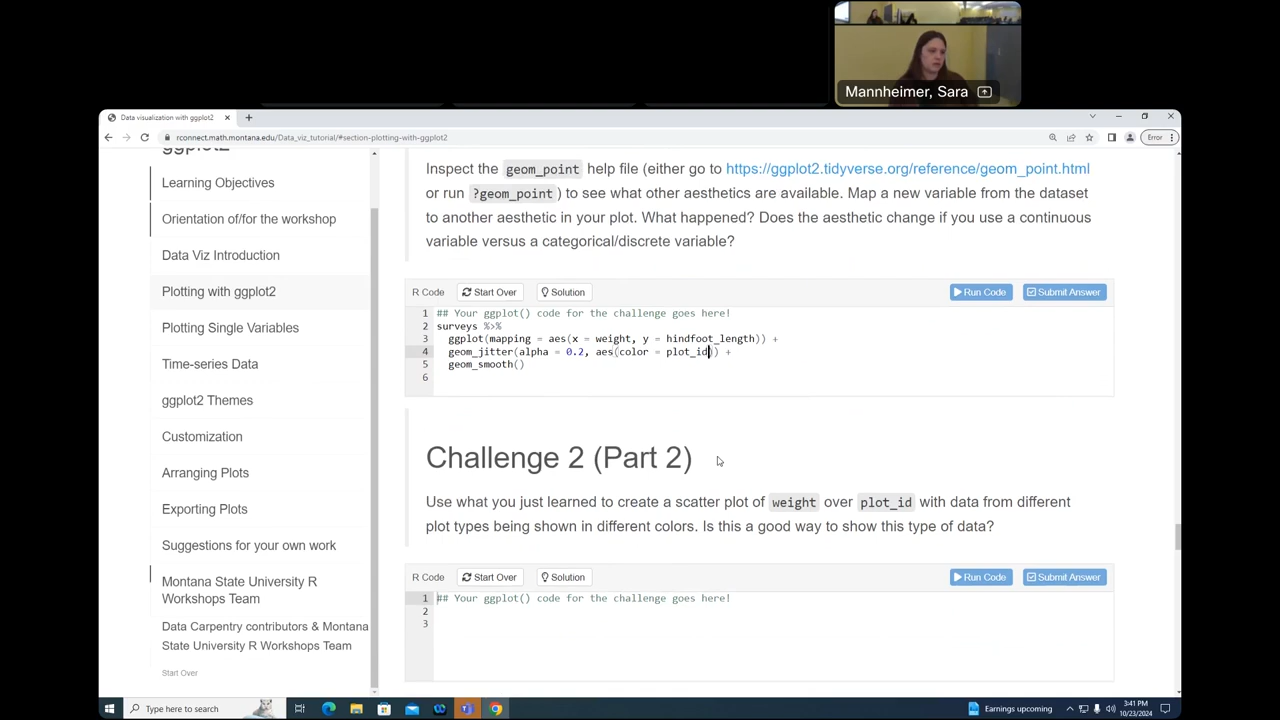 Mannheimer, Sara
Data visualization with ggplot2
rconnect.math.montana.edu/Data_viz_tutorial/#section-plotting-with-ggplot2
Error
ggplot2
Learning Objectives
Orientation of/for the workshop
Data Viz Introduction
Plotting with ggplot2
Plotting Single Variables
Time-series Data
ggplot2 Themes
Customization
Arranging Plots
Exporting Plots
Suggestions for your own work
Montana State University R
Workshops Team
Data Carpentry contributors & Montana
State University R Workshops Team
Start Over
Inspect the geom_point help file (either go to https://ggplot2.tidyverse.org/reference/geom_point.html
or run ?geom_point ) to see what other aesthetics are available. Map a new variable from the dataset
to another aesthetic in your plot. What happened? Does the aesthetic change if you use a continuous
variable versus a categorical/discrete variable?
R Code Start Over Solution Run Code Submit Answer
1 ## Your ggplot() code for the challenge goes here!
2 surveys %>%
3 ggplot(mapping = aes(x = weight, y = hindfoot_length)) +
4 geom_jitter(alpha = 0.2, aes(color = plot_id)) +
5 geom_smooth()
6
Challenge 2 (Part 2)
Use what you just learned to create a scatter plot of weight over plot_id with data from different
plot types being shown in different colors. Is this a good way to show this type of data?
R Code Start Over Solution Run Code Submit Answer
1 ## Your ggplot() code for the challenge goes here!
2
3
Type here to search
Earnings upcoming
3:41 PM
10/23/2024